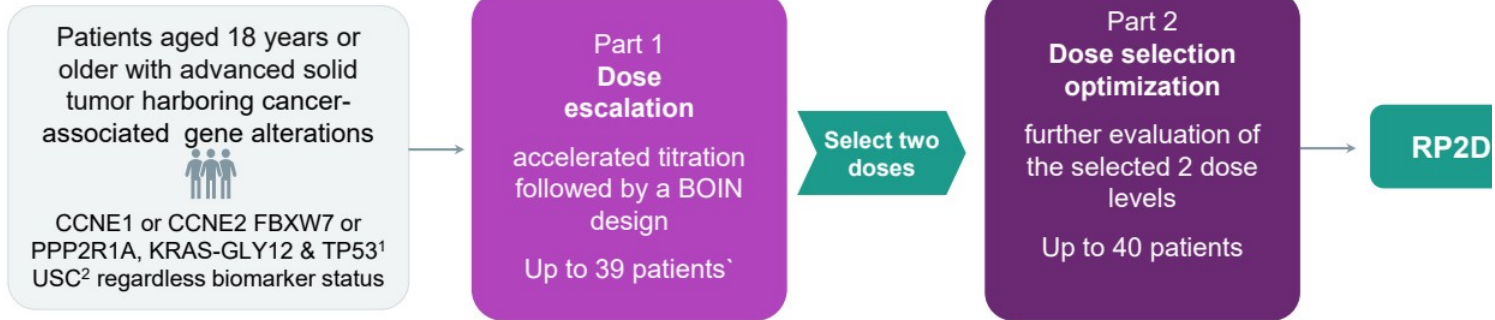 Patients aged 18 years or
older with advanced solid
tumor harboring cancer-
associated gene alterations
CCNE1 or CCNE2 FBXW7 or
PPP2R1A, KRAS-GLY12 & TP53¹
USC² regardless biomarker status
Part 1
Dose
escalation
accelerated titration
followed by a BOIN
design
Up to 39 patients`
Select two
doses
Part 2
Dose selection
optimization
further evaluation of
the selected 2 dose
levels
Up to 40 patients
RP2D